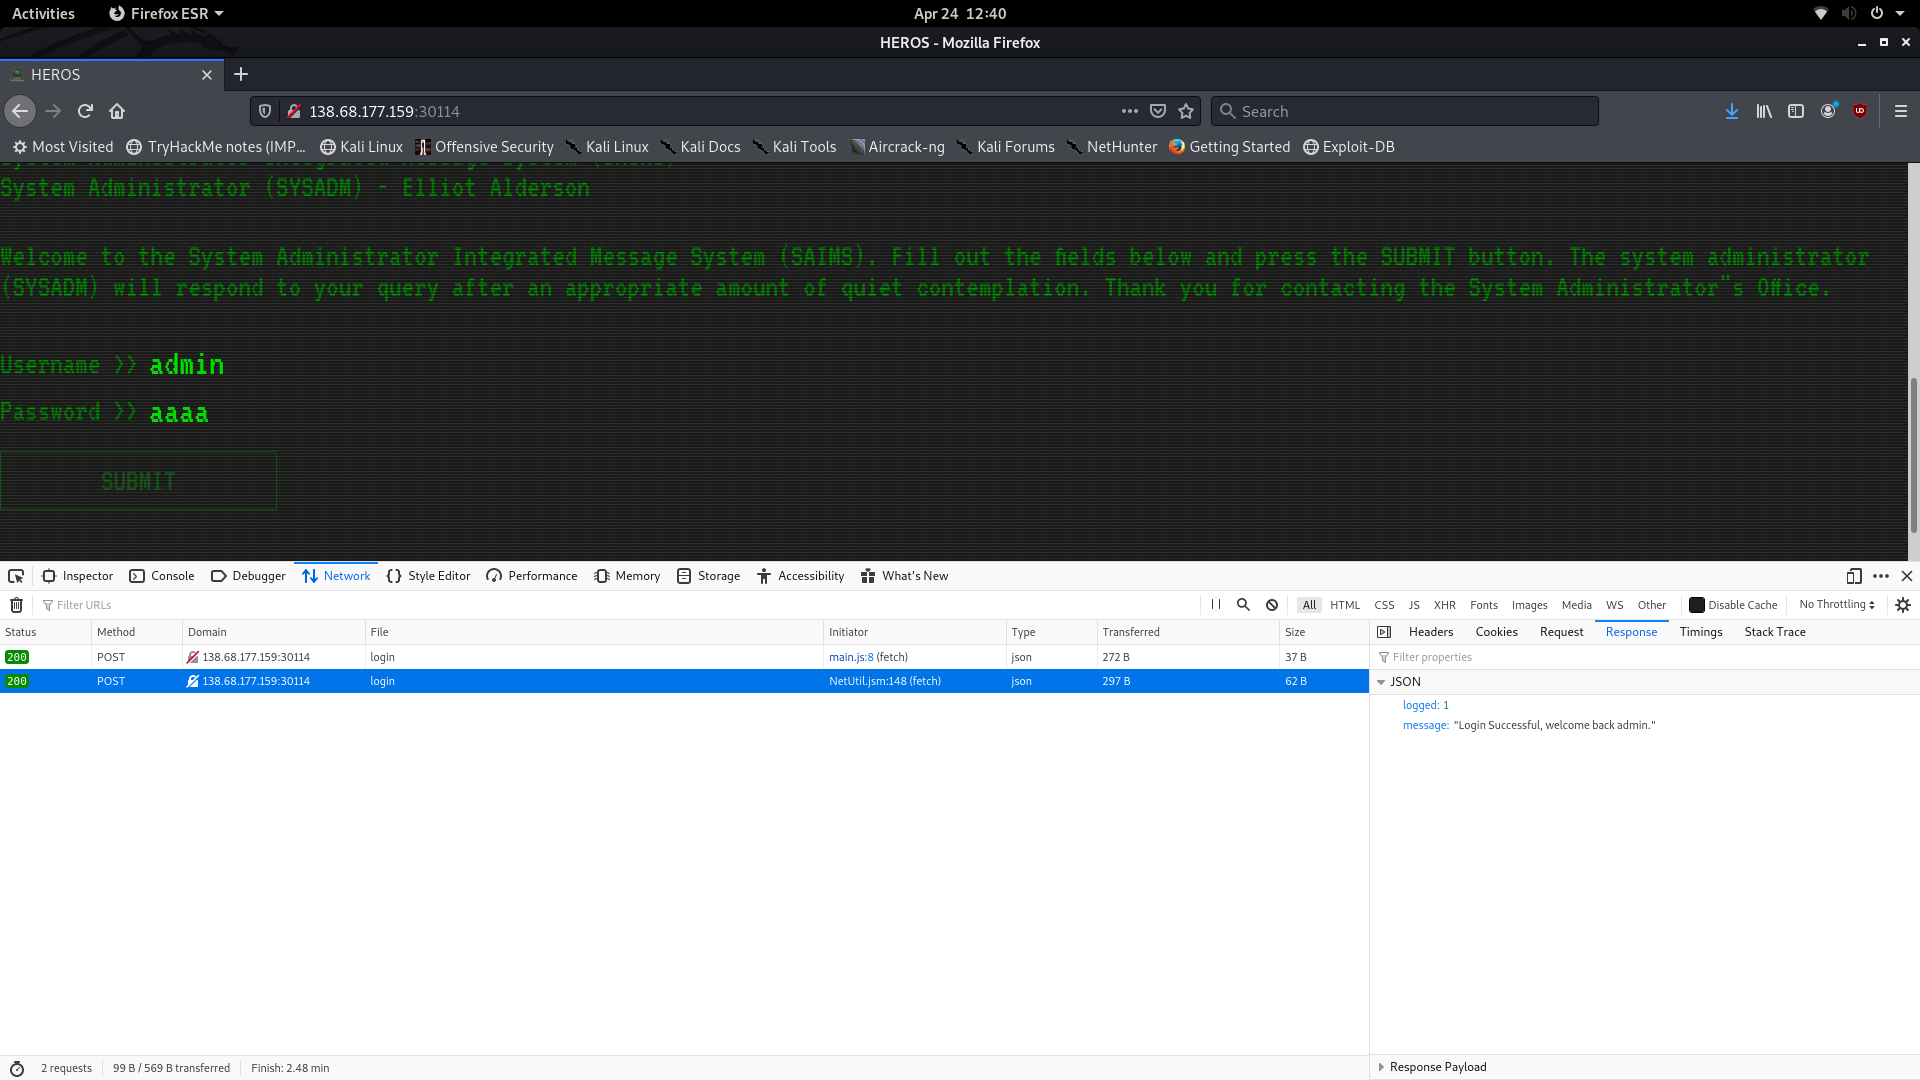 Activities Firefox ESR Apr 24 12:40
HEROS - Mozilla Firefox
HEROS
138.68.177.159:30114 Search
Most Visited TryHackMe notes (IMP... Kali Linux Offensive Security Kali Linux Kali Docs Kali Tools Aircrack-ng Kali Forums NetHunter Getting Started Exploit-DB
System Administrator (SYSADM) - Elliot Alderson
Welcome to the System Administrator Integrated Message System (SAIMS). Fill out the fields below and press the SUBMIT button. The system administrator
(SYSADM) will respond to your query after an appropriate amount of quiet contemplation. Thank you for contacting the System Administrator"s Office.
Username >> admin
Password >> aaaa
SUBMIT
Inspector Console Debugger Network Style Editor Performance Memory Storage Accessibility What's New
Filter URLs All HTML CSS JS XHR Fonts Images Media WS Other Disable Cache No Throttling
Status Method Domain File Initiator Type Transferred Size Headers Cookies Request Response Timings Stack Trace
200 POST 138.68.177.159:30114 login main.js:8 (fetch) json 272 B 37 B Filter properties
200 POST 138.68.177.159:30114 login NetUtil.jsm:148 (fetch) json 297 B 62 B JSON
logged: 1
message: "Login Successful, welcome back admin."
2 requests 99 B / 569 B transferred Finish: 2.48 min Response Payload